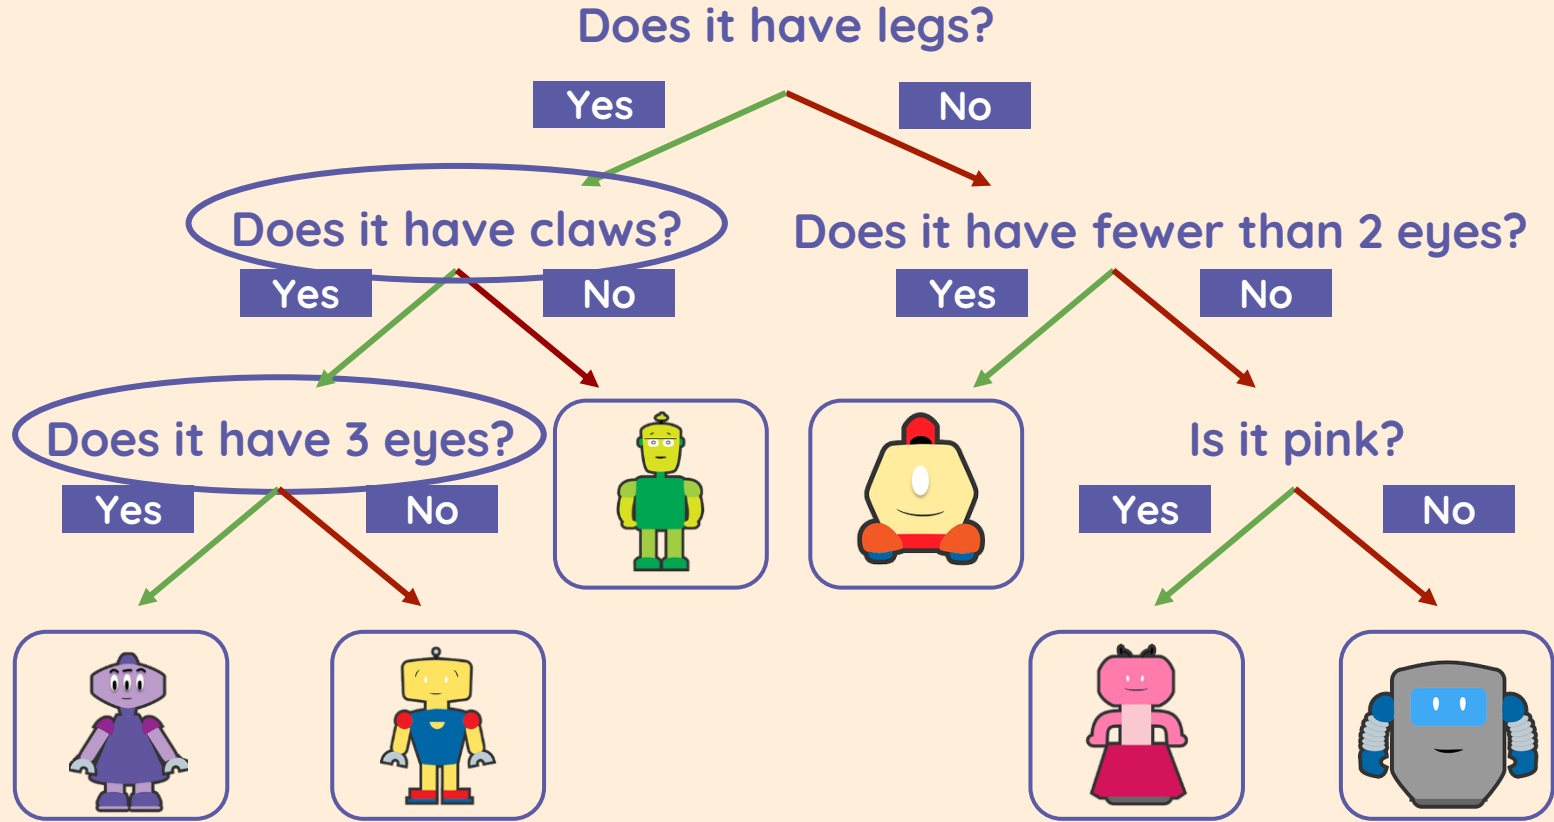 Does it have legs?
Yes
No
Does it have claws?
Does it have fewer than 2 eyes?
Yes
No
Yes
No
Does it have 3 eyes?
Is it pink?
Yes
No
Yes
No